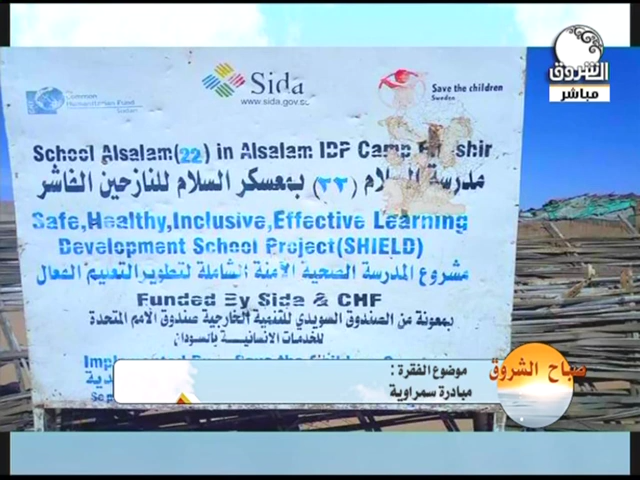 الشروق
مباشر
Common
Humanitarian Fund
Sudan
Sida
www.sida.gov.se
Save the children
Sweden
School Alsalam(22) in Alsalam IDP Camp
مدرسة السلام (٢٢) بمعسكر السلام للنازحين الفاشر
Safe,Healthy,Inclusive,Effective Learning
Development School Project(SHIELD)
مشروع المدرسة الصحية الآمنة الشاملة لتطوير التعليم الفعال
Funded By Sida & CHF
بمعونة من الصندوق السويدي للتنمية الخارجية صندوق الأمم المتحدة
للخدمات الانسانية بالسودان
موضوع الفقرة :
مبادرة سمراوية
صباح الشروق